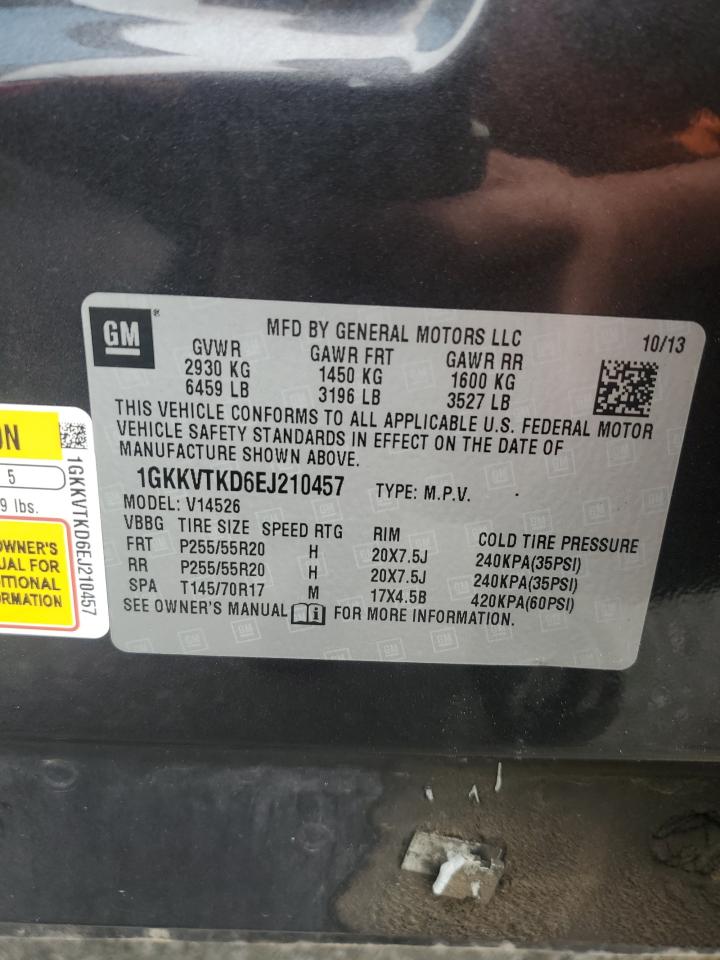 GM
MFD BY GENERAL MOTORS LLC
10/13
GVWR GAWR FRT GAWR RR
2930 KG 1450 KG 1600 KG
6459 LB 3196 LB 3527 LB
THIS VEHICLE CONFORMS TO ALL APPLICABLE U.S. FEDERAL MOTOR
VEHICLE SAFETY STANDARDS IN EFFECT ON THE DATE OF
MANUFACTURE SHOWN ABOVE.
1GKKVTKD6EJ210457 TYPE: M.P.V.
MODEL: V14526
VBBG TIRE SIZE SPEED RTG RIM COLD TIRE PRESSURE
FRT P255/55R20 H 20X7.5J 240KPA(35PSI)
RR P255/55R20 H 20X7.5J 240KPA(35PSI)
SPA T145/70R17 M 17X4.5B 420KPA(60PSI)
SEE OWNER'S MANUAL i FOR MORE INFORMATION.
5
lbs.
OWNER'S
FOR
1GKKVTKD6EJ210457